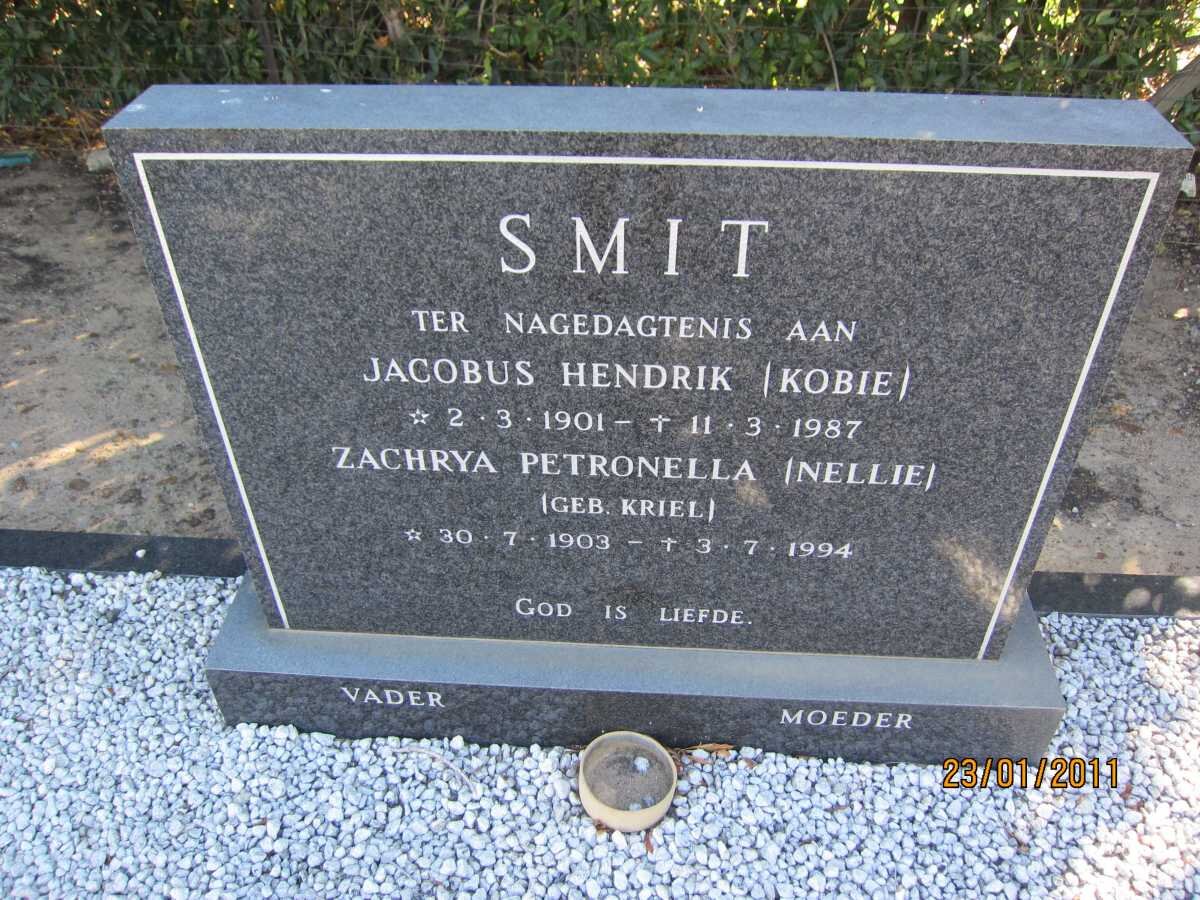 SMIT
TER NAGEDAGTENIS AAN
JACOBUS HENDRIK (KOBIE)
☆ 2 · 3 · 1901 – † 11 · 3 · 1987
ZACHRYA PETRONELLA (NELLIE)
(GEB. KRIEL)
☆ 30 · 7 · 1903 – † 3 · 7 · 1994
GOD IS LIEFDE.
VADER MOEDER
23/01/2011